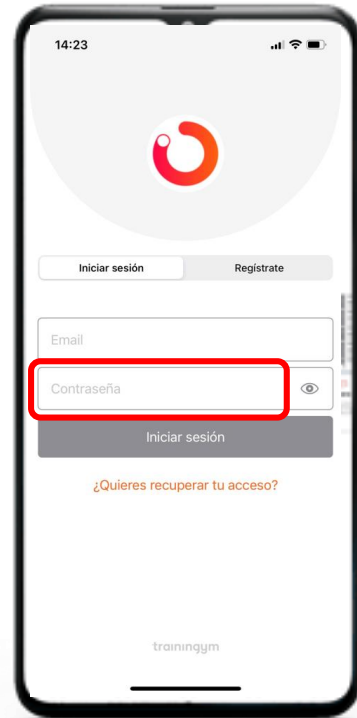 14:23
Iniciar sesión Regístrate
Email
Contraseña
Iniciar sesión
¿Quieres recuperar tu acceso?
trainingym